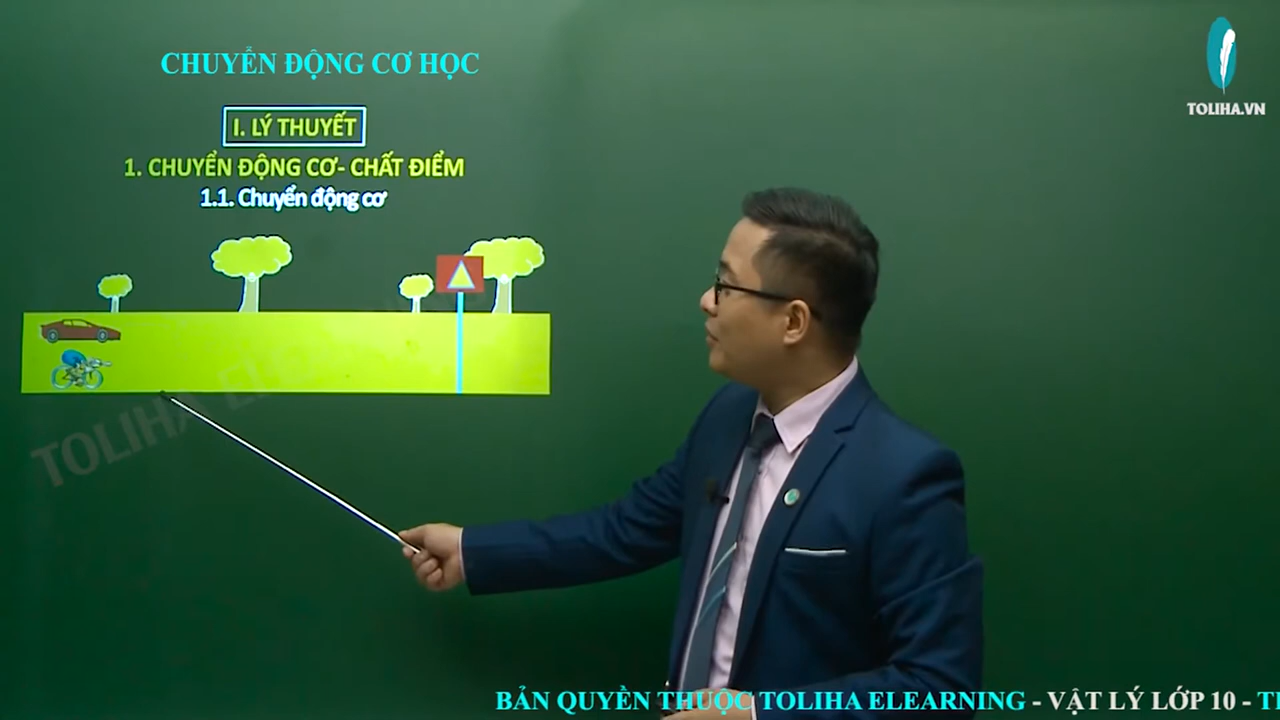 CHUYỂN ĐỘNG CƠ HỌC
TOLIHA.VN
I. LÝ THUYẾT
1. CHUYỂN ĐỘNG CƠ- CHẤT ĐIỂM
1.1. Chuyển động cơ
TOLIHA
BẢN QUYỀN THUỘC TOLIHA ELEARNING - VẬT LÝ LỚP 10 -